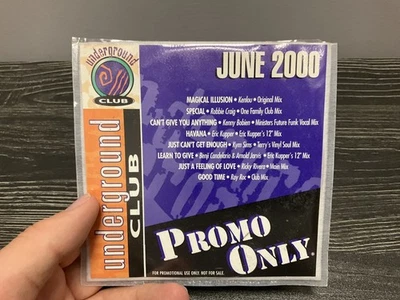 underground
CLUB
JUNE 2000
MAGICAL ILLUSION • Kenlou • Original Mix
SPECIAL • Robbie Craig • One Family Club Mix
CAN'T GIVE YOU ANYTHING • Kenny Bobien • Ministers Future Funk Vocal Mix
HAVANA • Eric Kupper • Eric Kupper's 12" Mix
JUST CAN'T GET ENOUGH • Kym Sims • Terry's Vinyl Soul Mix
LEARN TO GIVE • Benji Candelario & Arnold Jarvis • Eric Kupper's 12" Mix
JUST A FEELING OF LOVE • Ricky Rivera • Main Mix
GOOD TIME • Roy Roc • Club Mix
underground
CLUB
PROMO
ONLY
FOR PROMOTIONAL USE ONLY. NOT FOR SALE.